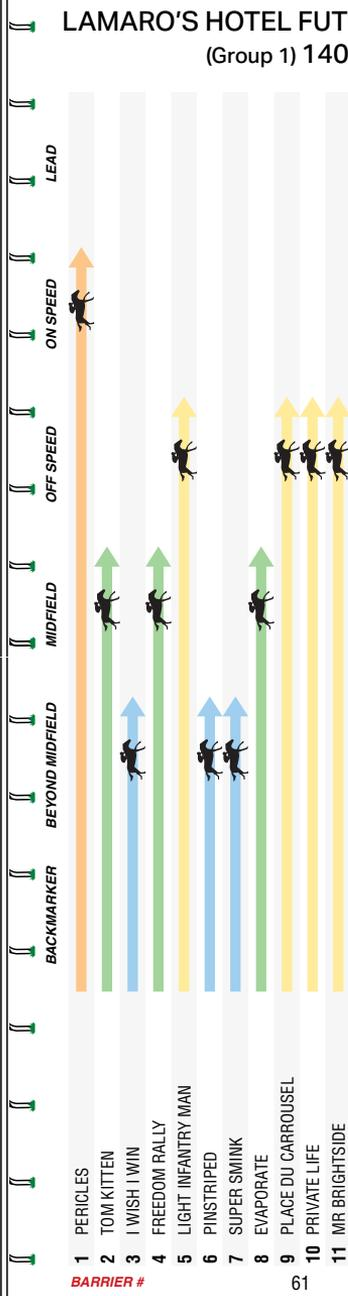 LAMARO'S HOTEL FUT
(Group 1) 140
LEAD
ON SPEED
OFF SPEED
MIDFIELD
BEYOND MIDFIELD
BACKMARKER
1 PERICLES
2 TOM KITTEN
3 I WISH I WIN
4 FREEDOM RALLY
5 LIGHT INFANTRY MAN
6 PINSTRIPED
7 SUPER SMINK
8 EVAPORATE
9 PLACE DU CARROUSEL
10 PRIVATE LIFE
11 MR BRIGHTSIDE
BARRIER #
61